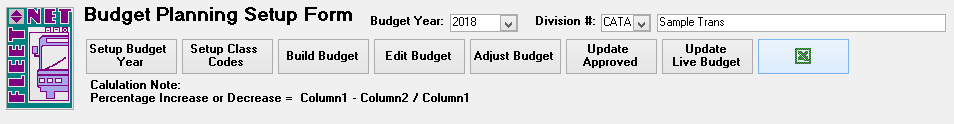 FLEET NET
Budget Planning Setup Form Budget Year: 2018 Division #: CATA Sample Trans
Setup Budget Year
Setup Class Codes
Build Budget
Edit Budget
Adjust Budget
Update Approved
Update Live Budget
Calulation Note:
Percentage Increase or Decrease = Column1 - Column2 / Column1